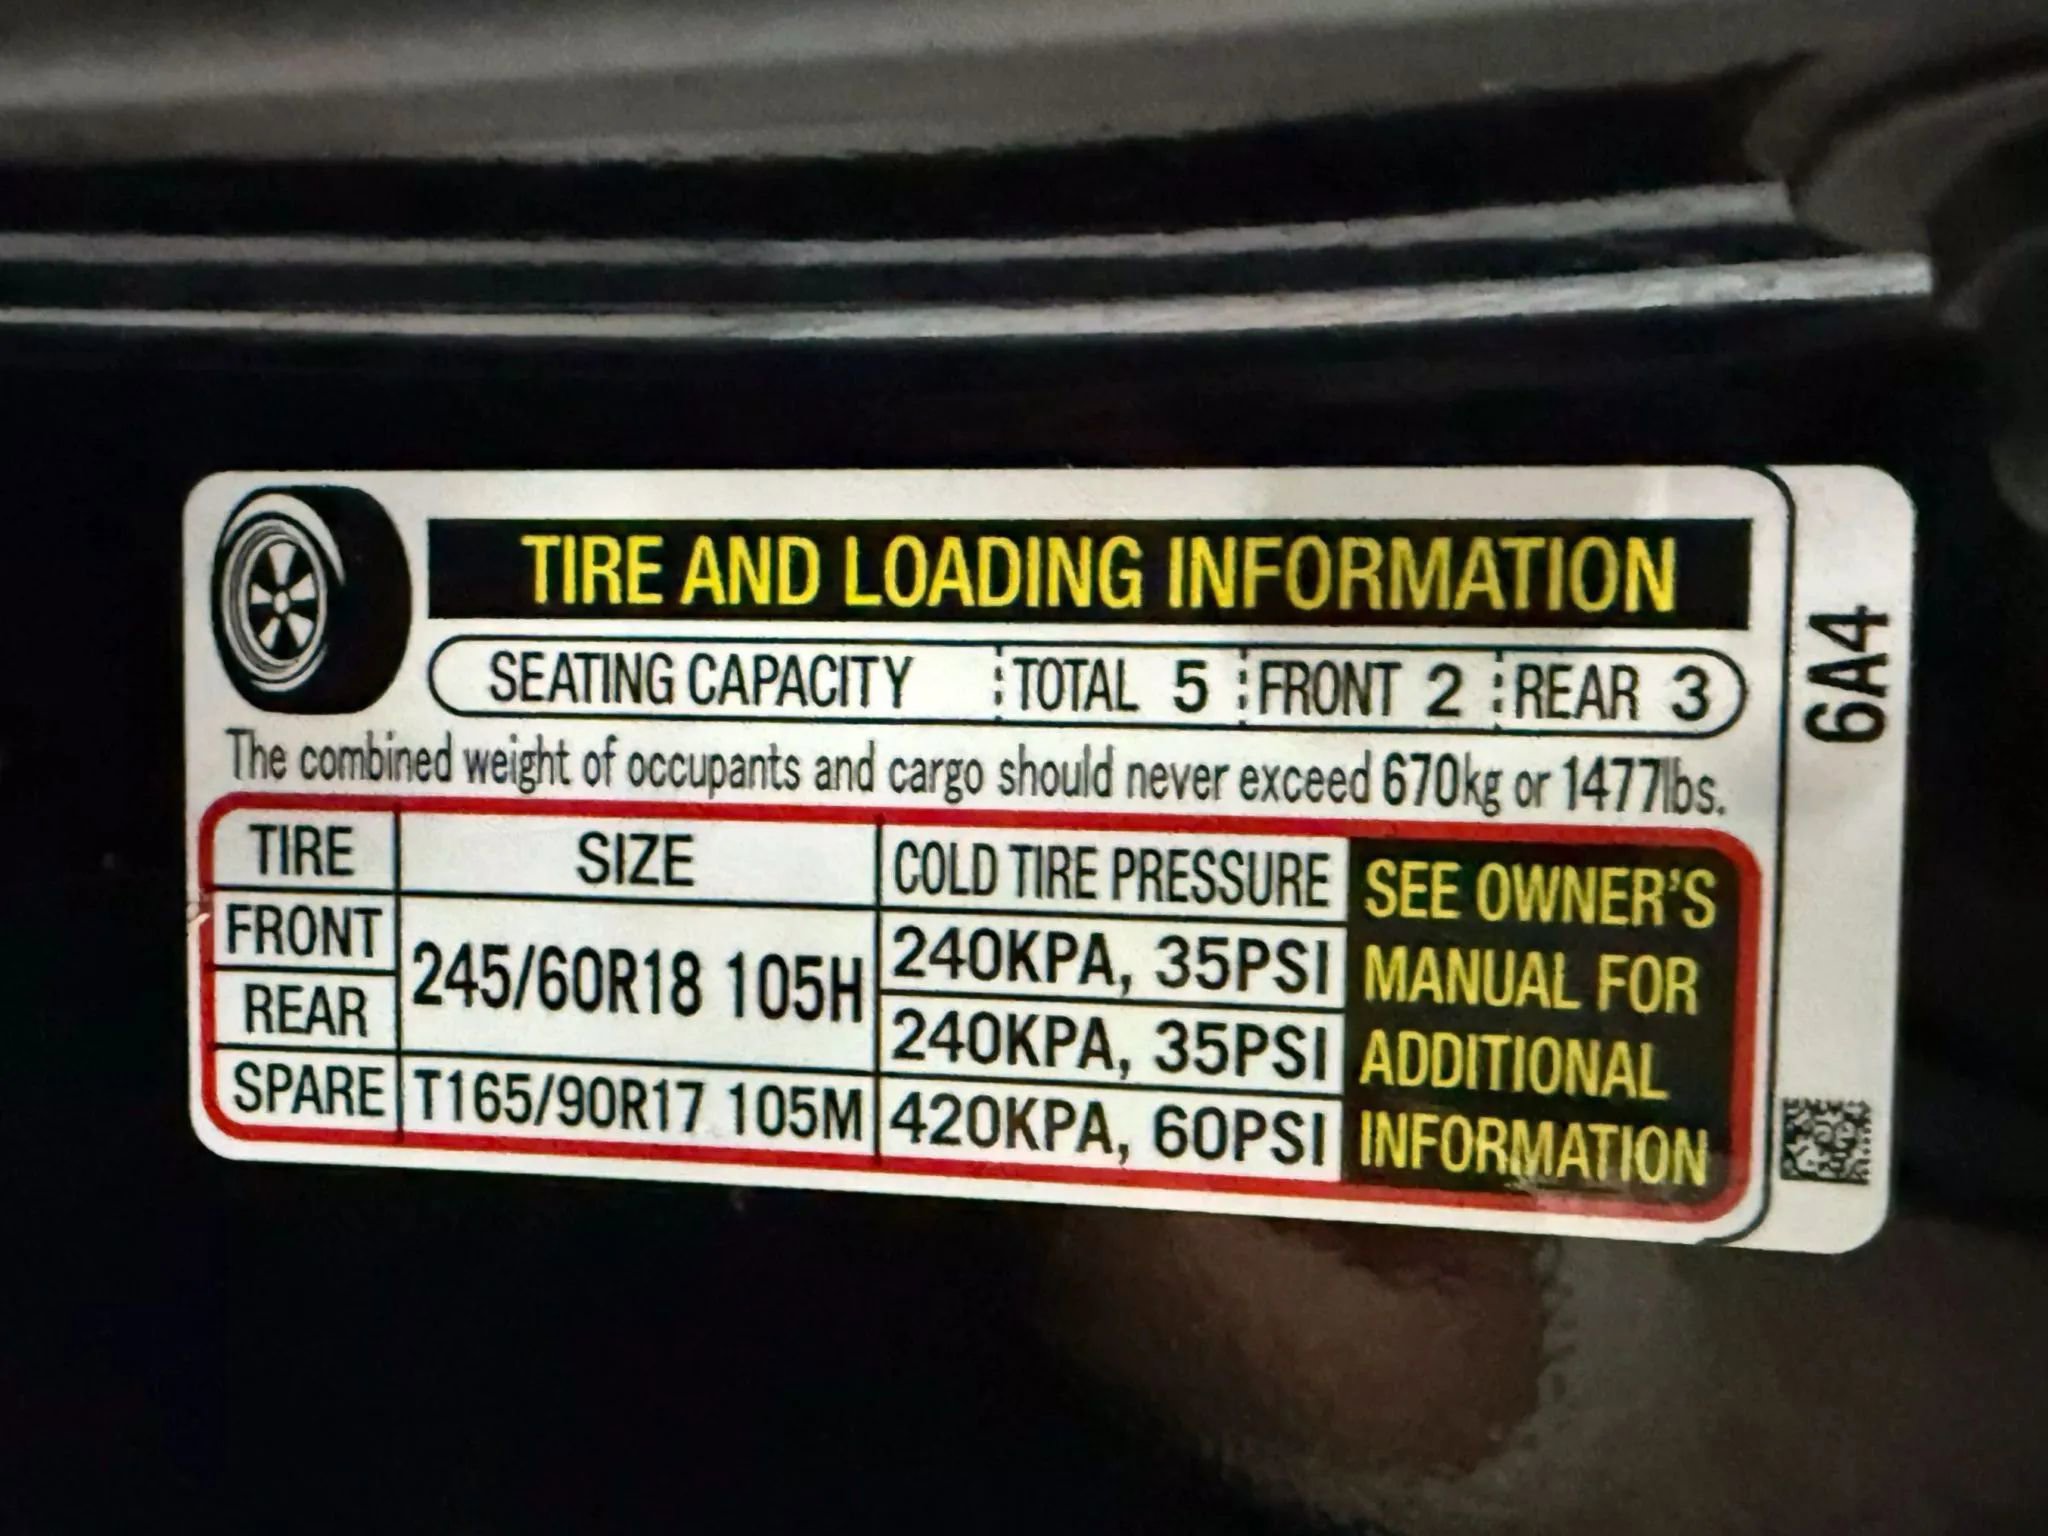 TIRE AND LOADING INFORMATION
SEATING CAPACITY TOTAL 5 FRONT 2 REAR 3
The combined weight of occupants and cargo should never exceed 670kg or 1477lbs.
TIRE SIZE COLD TIRE PRESSURE
FRONT 245/60R18 105H 240KPA, 35PSI
REAR 240KPA, 35PSI
SPARE T165/90R17 105M 420KPA, 60PSI
SEE OWNER'S
MANUAL FOR
ADDITIONAL
INFORMATION
6A4